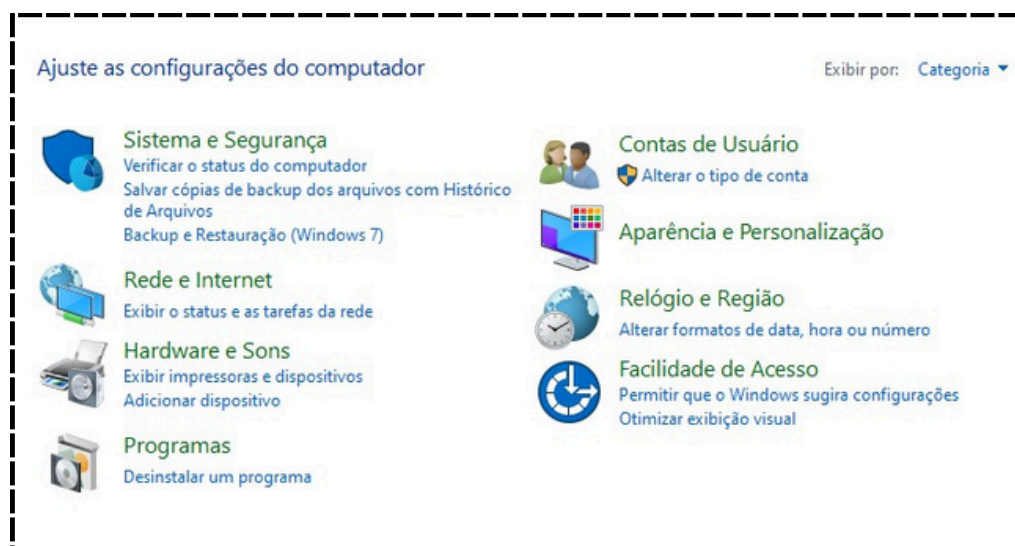 Ajuste as configurações do computador
Exibir por: Categoria
Sistema e Segurança
Verificar o status do computador
Salvar cópias de backup dos arquivos com Histórico
de Arquivos
Backup e Restauração (Windows 7)
Rede e Internet
Exibir o status e as tarefas da rede
Hardware e Sons
Exibir impressoras e dispositivos
Adicionar dispositivo
Programas
Desinstalar um programa
Contas de Usuário
Alterar o tipo de conta
Aparência e Personalização
Relógio e Região
Alterar formatos de data, hora ou número
Facilidade de Acesso
Permitir que o Windows sugira configurações
Otimizar exibição visual